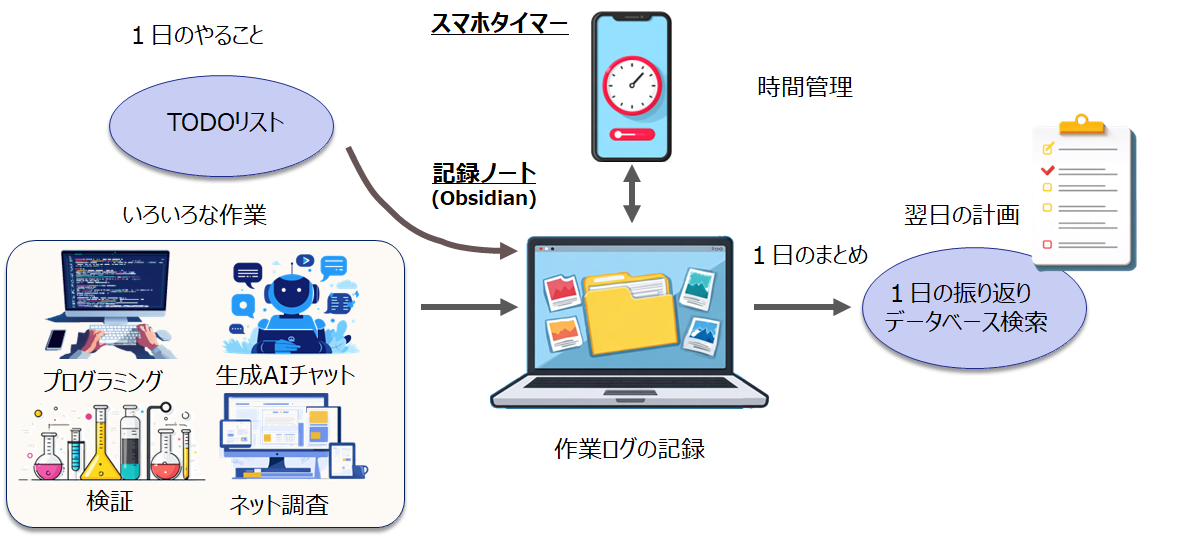 1日のやること
TODOリスト
いろいろな作業
プログラミング
生成AIチャット
検証
ネット調査
スマホタイマー
時間管理
記録ノート
(Obsidian)
作業ログの記録
1日のまとめ
翌日の計画
1日の振り返り
データベース検索